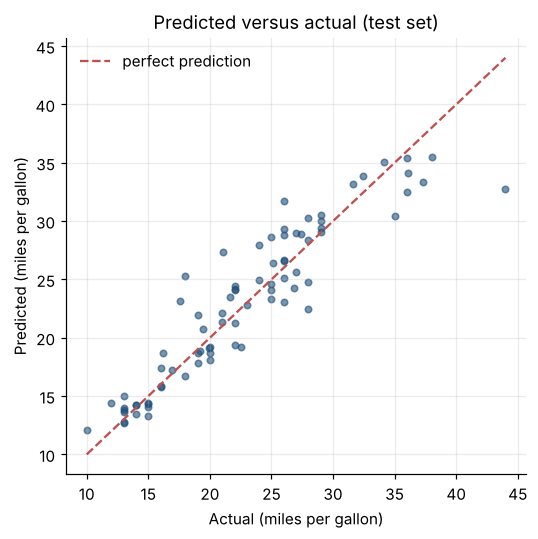 Predicted versus actual (test set)
perfect prediction
45
40
35
30
25
20
15
10
Predicted (miles per gallon)
10 15 20 25 30 35 40 45
Actual (miles per gallon)